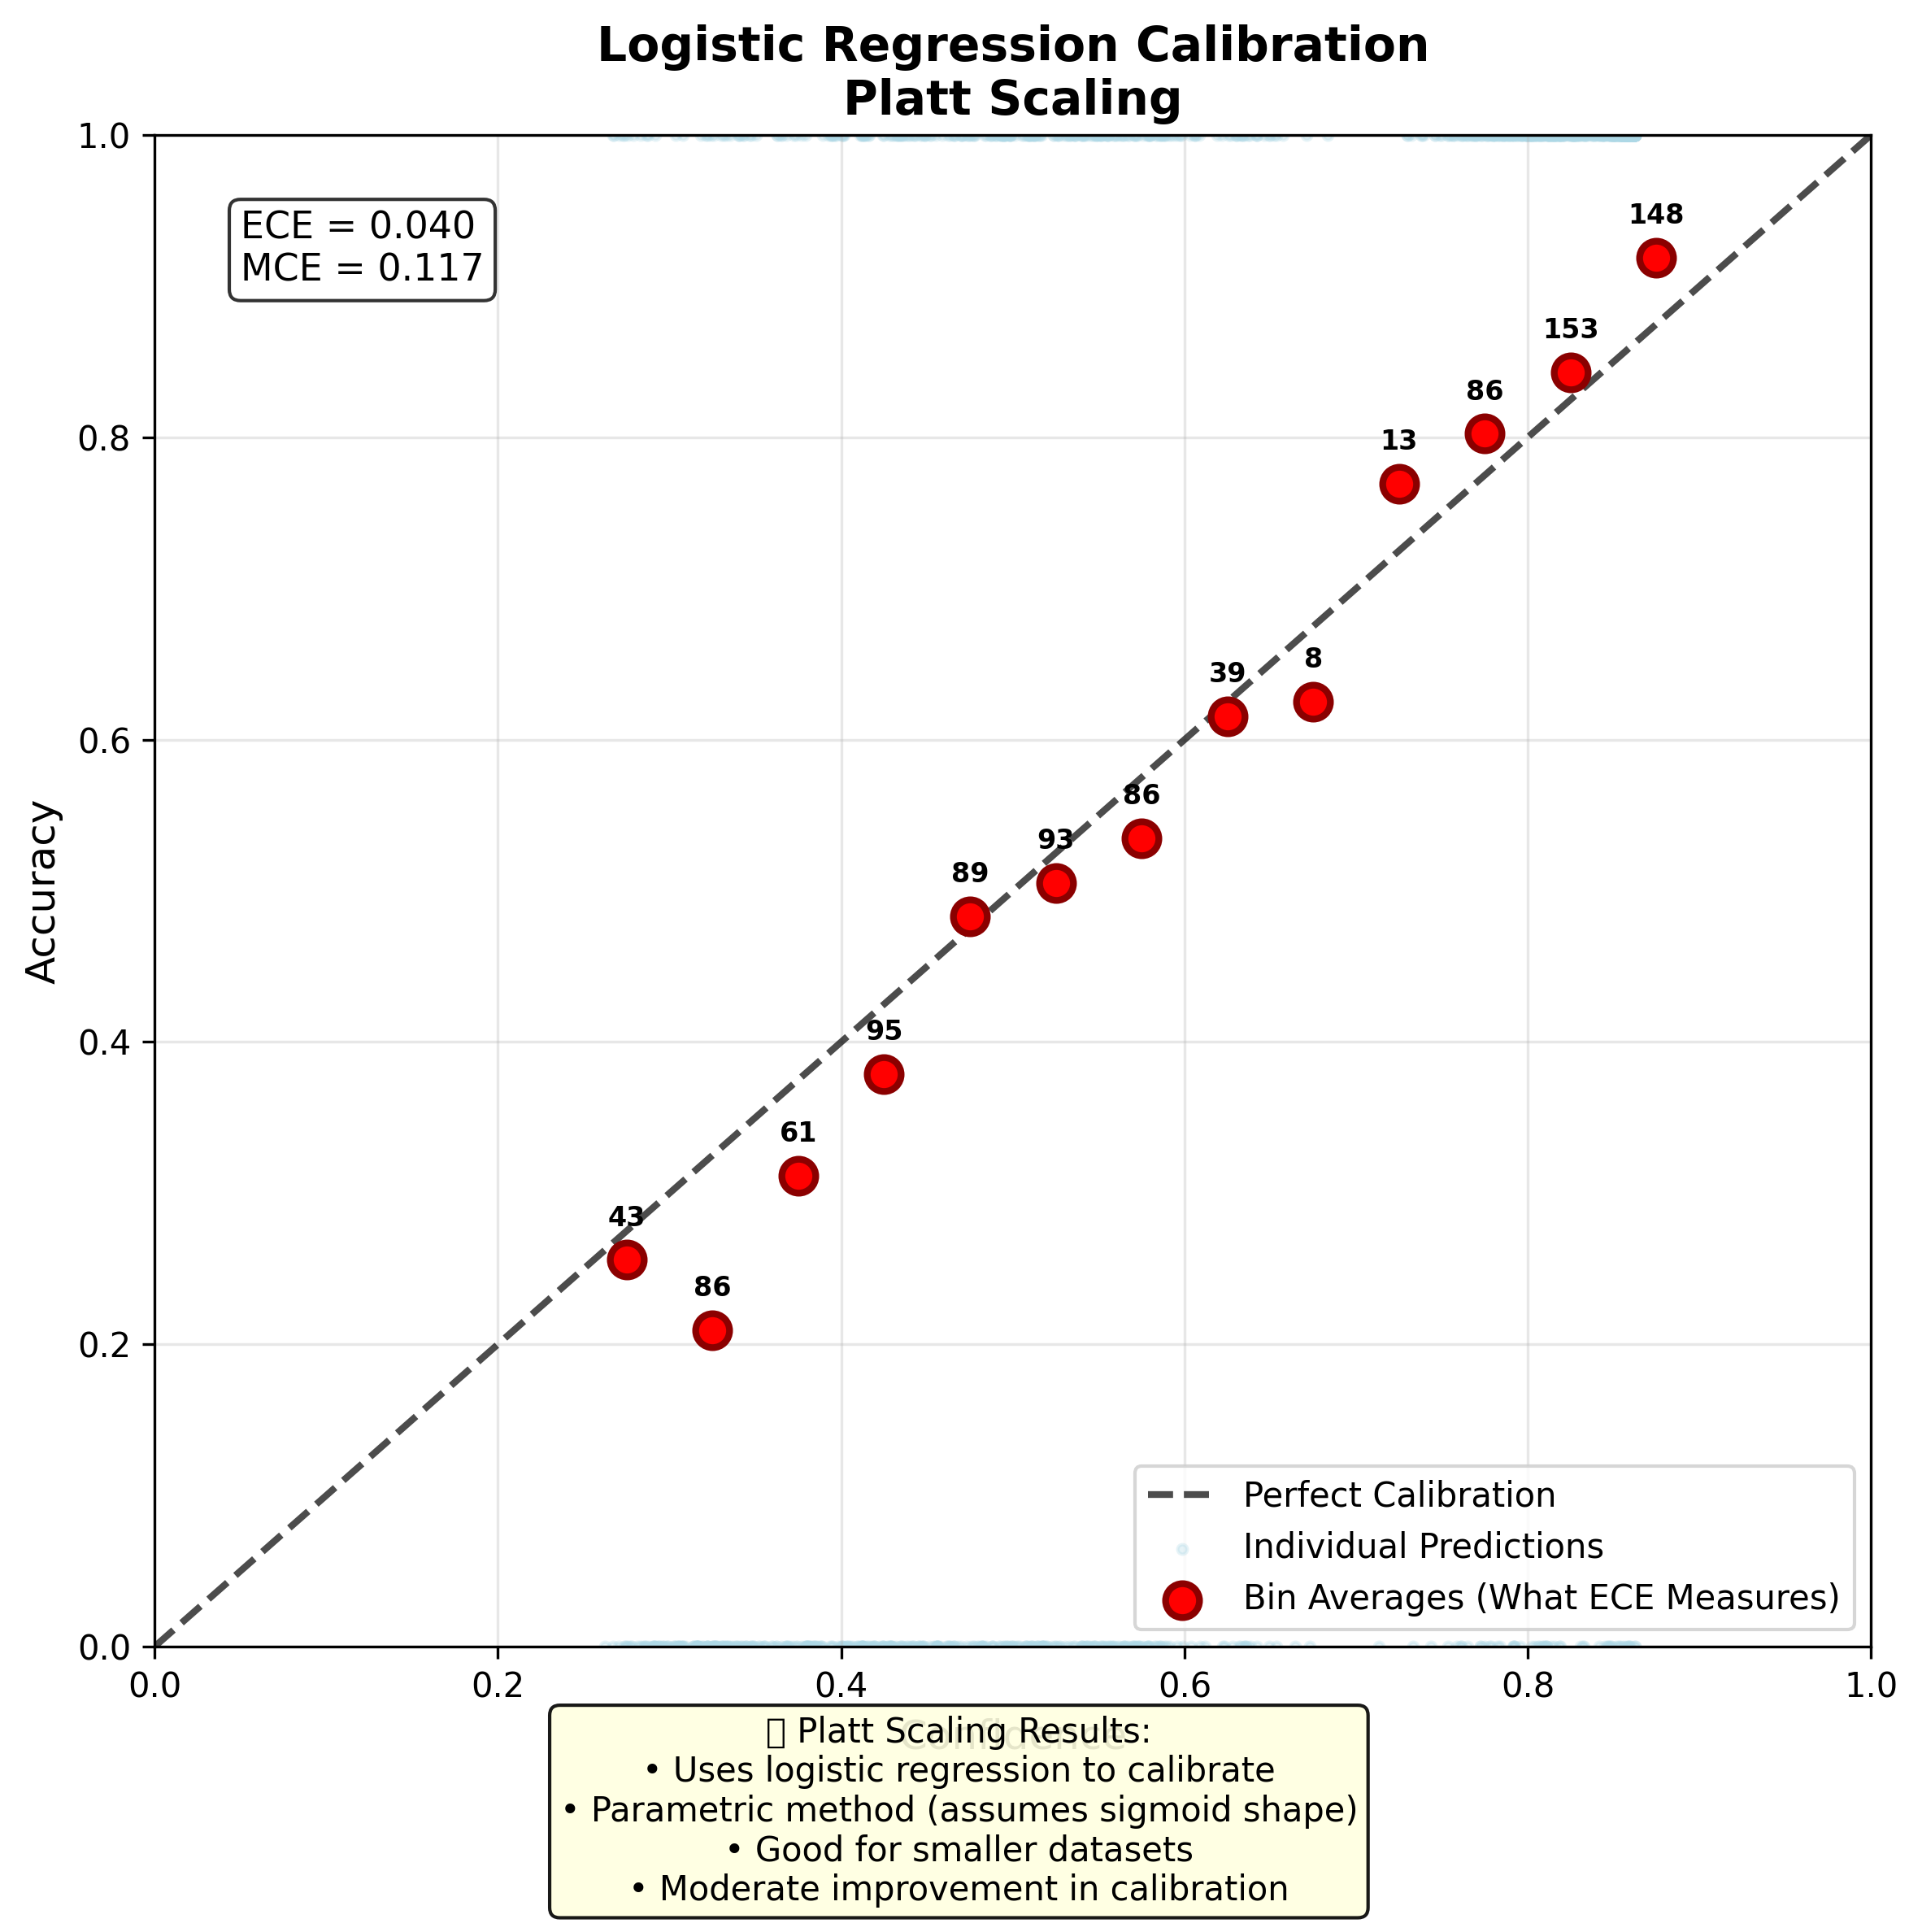 Logistic Regression Calibration
Platt Scaling
1.0
0.8
0.6
0.4
0.2
0.0
Accuracy
ECE = 0.040
MCE = 0.117
148
153
86
13
8
39
86
93
89
95
61
43
86
Perfect Calibration
Individual Predictions
Bin Averages (What ECE Measures)
0.0 0.2 0.4 0.6 0.8 1.0
Confidence
Platt Scaling Results:
• Uses logistic regression to calibrate
• Parametric method (assumes sigmoid shape)
• Good for smaller datasets
• Moderate improvement in calibration